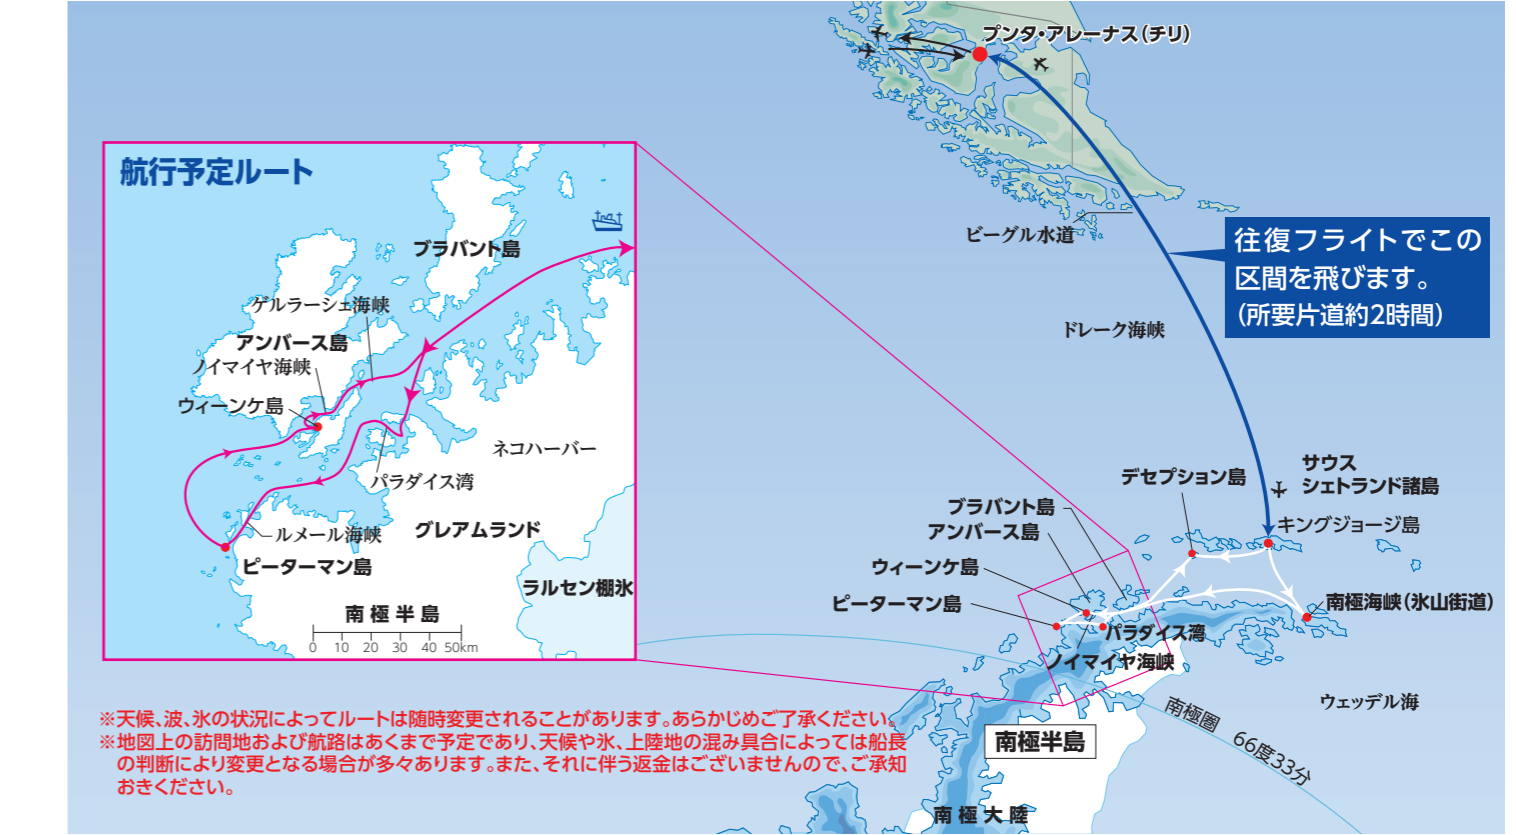 プンタ・アレーナス(チリ)
航行予定ルート
ビーグル水道
往復フライトでこの
区間を飛びます。
(所要片道約2時間)
ブラバント島
ゲルラーシェ海峡
アンバース島
ノイマイヤ海峡
ウィーンケ島
ドレーク海峡
ネコハーバー
パラダイス湾
ルメール海峡
グレアムランド
ピーターマン島
ラルセン棚氷
南極半島
0 10 20 30 40 50km
デセプション島
サウス
シェトランド諸島
ブラバント島
アンバース島
キングジョージ島
ウィーンケ島
ピーターマン島
南極海峡(氷山街道)
パラダイス湾
ノイマイヤ海峡
ウェッデル海
南極圏 66度33分
南極半島
南極大陸
※天候、波、氷の状況によってルートは随時変更されることがあります。あらかじめご了承ください。
※地図上の訪問地および航路はあくまで予定であり、天候や氷、上陸地の混み具合によっては船長
の判断により変更となる場合が多々あります。また、それに伴う返金はございませんので、ご承知
おきください。